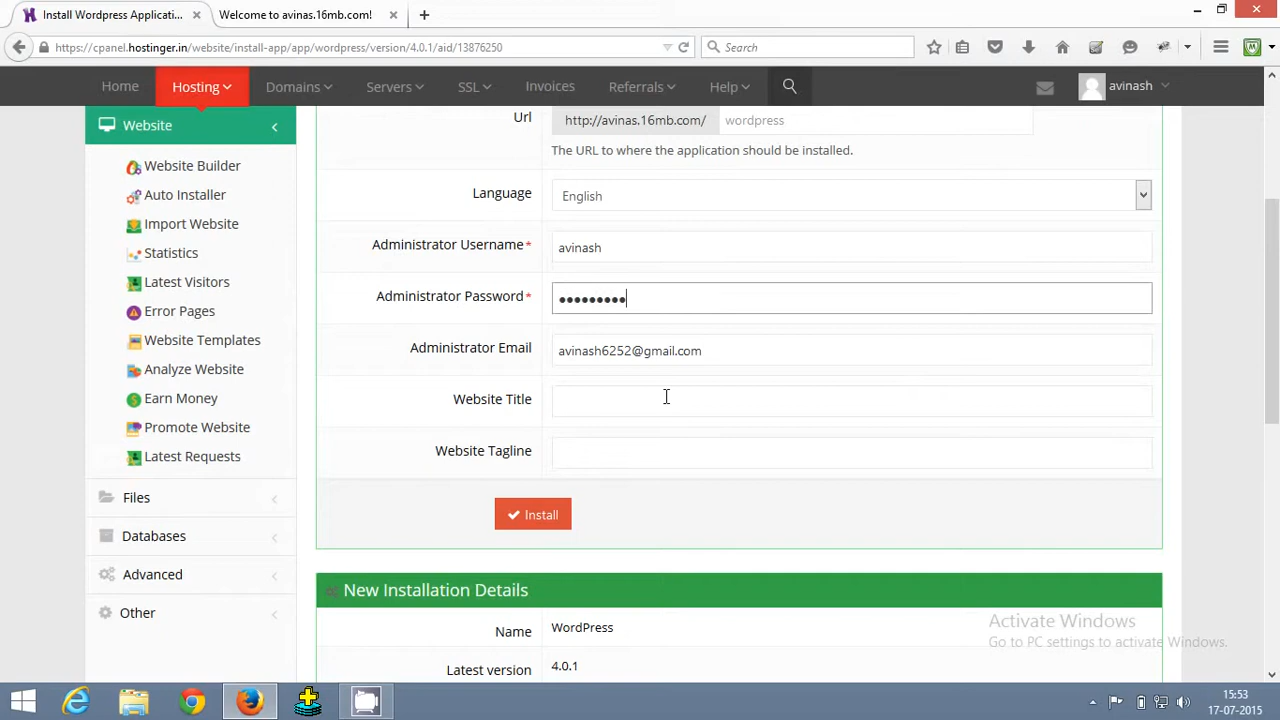 Install Wordpress Applicati...
Welcome to avinas.16mb.com!
https://cpanel.hostinger.in/website/install-app/app/wordpress/version/4.0.1/aid/13876250
Search
Home
Hosting
Domains
Servers
SSL
Invoices
Referrals
Help
avinash
Website
Website Builder
Auto Installer
Import Website
Statistics
Latest Visitors
Error Pages
Website Templates
Analyze Website
Earn Money
Promote Website
Latest Requests
Files
Databases
Advanced
Other
Url
http://avinas.16mb.com/
wordpress
The URL to where the application should be installed.
Language
English
Administrator Username*
avinash
Administrator Password*
•••••••••
Administrator Email
avinash6252@gmail.com
Website Title
Website Tagline
Install
New Installation Details
Name
WordPress
Latest version
4.0.1
Activate Windows
Go to PC settings to activate Windows.
15:53
17-07-2015